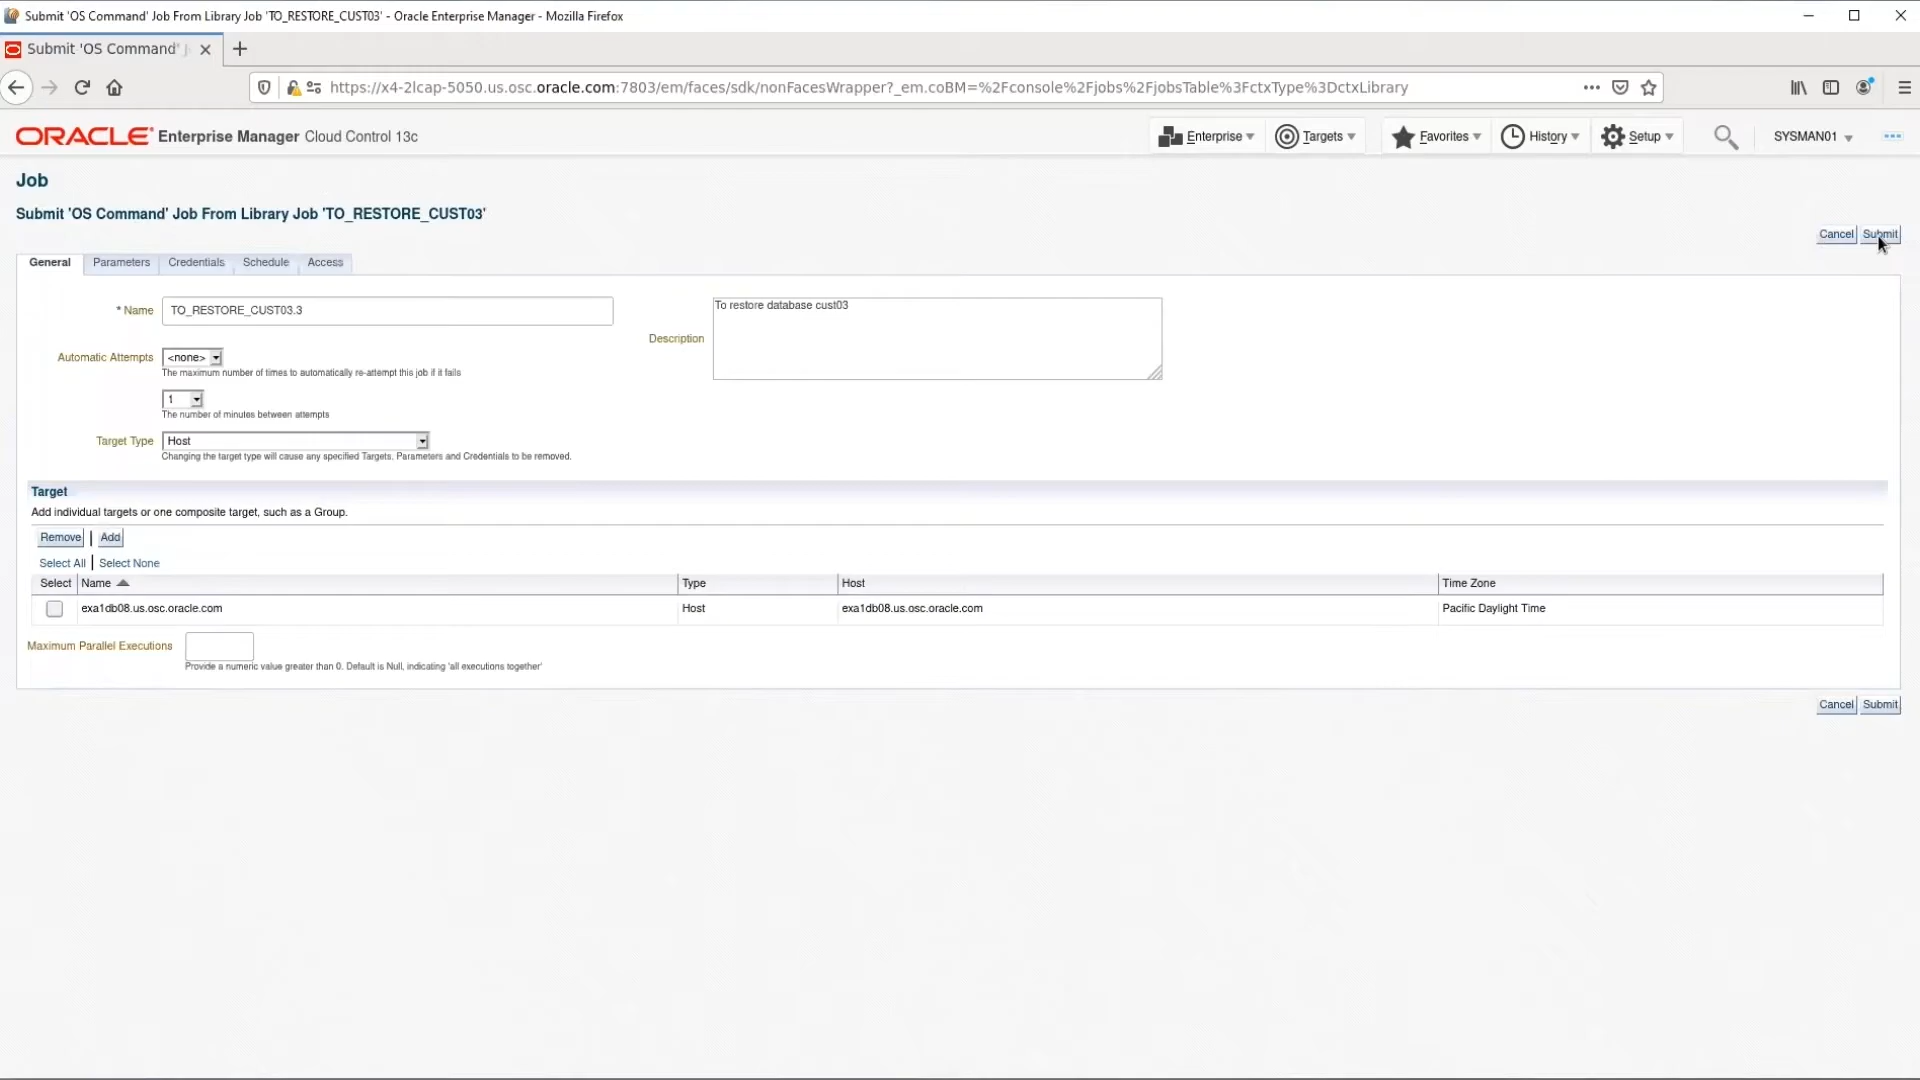 Submit 'OS Command' Job From Library Job 'TO_RESTORE_CUST03' - Oracle Enterprise Manager - Mozilla Firefox
Submit 'OS Command' J
https://x4-2lcap-5050.us.osc.oracle.com:7803/em/faces/sdk/nonFacesWrapper?_em.coBM=%2Fconsole%2Fjobs%2FjobsTable%3FctxType%3DctxLibrary
ORACLE Enterprise Manager Cloud Control 13c
Enterprise Targets Favorites History Setup SYSMAN01
Job
Submit 'OS Command' Job From Library Job 'TO_RESTORE_CUST03'
Cancel Submit
General Parameters Credentials Schedule Access
* Name TO_RESTORE_CUST03.3
Description To restore database cust03
Automatic Attempts <none>
The maximum number of times to automatically re-attempt this job if it fails
1
The number of minutes between attempts
Target Type Host
Changing the target type will cause any specified Targets, Parameters and Credentials to be removed.
Target
Add individual targets or one composite target, such as a Group.
Remove | Add
Select All | Select None
Select Name Type Host Time Zone
exa1db08.us.osc.oracle.com Host exa1db08.us.osc.oracle.com Pacific Daylight Time
Maximum Parallel Executions
Provide a numeric value greater than 0. Default is Null, indicating 'all executions together'
Cancel Submit